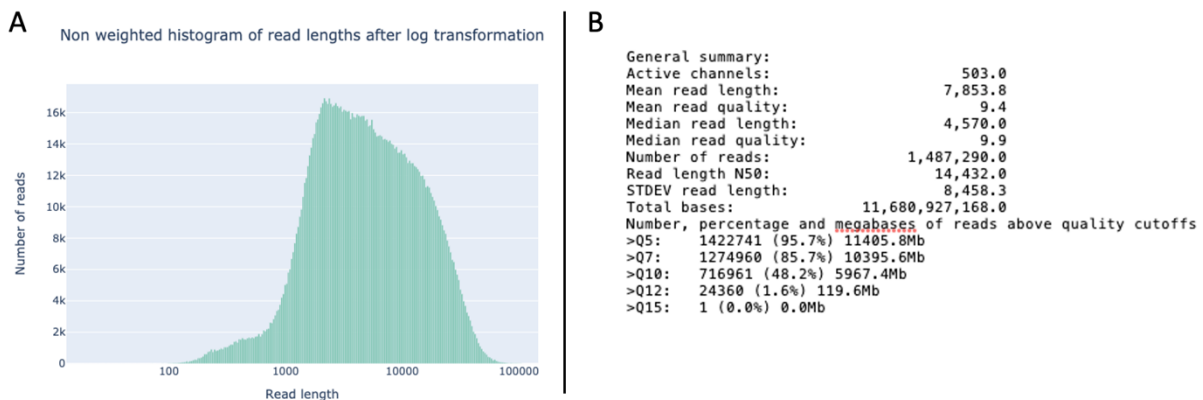 A
Non weighted histogram of read lengths after log transformation
Number of reads
16k
14k
12k
10k
8k
6k
4k
2k
0
100 1000 10000 100000
Read length
B
General summary:
Active channels: 503.0
Mean read length: 7,853.8
Mean read quality: 9.4
Median read length: 4,570.0
Median read quality: 9.9
Number of reads: 1,487,290.0
Read length N50: 14,432.0
STDEV read length: 8,458.3
Total bases: 11,680,927,168.0
Number, percentage and megabases of reads above quality cutoffs
>Q5: 1422741 (95.7%) 11405.8Mb
>Q7: 1274960 (85.7%) 10395.6Mb
>Q10: 716961 (48.2%) 5967.4Mb
>Q12: 24360 (1.6%) 119.6Mb
>Q15: 1 (0.0%) 0.0Mb